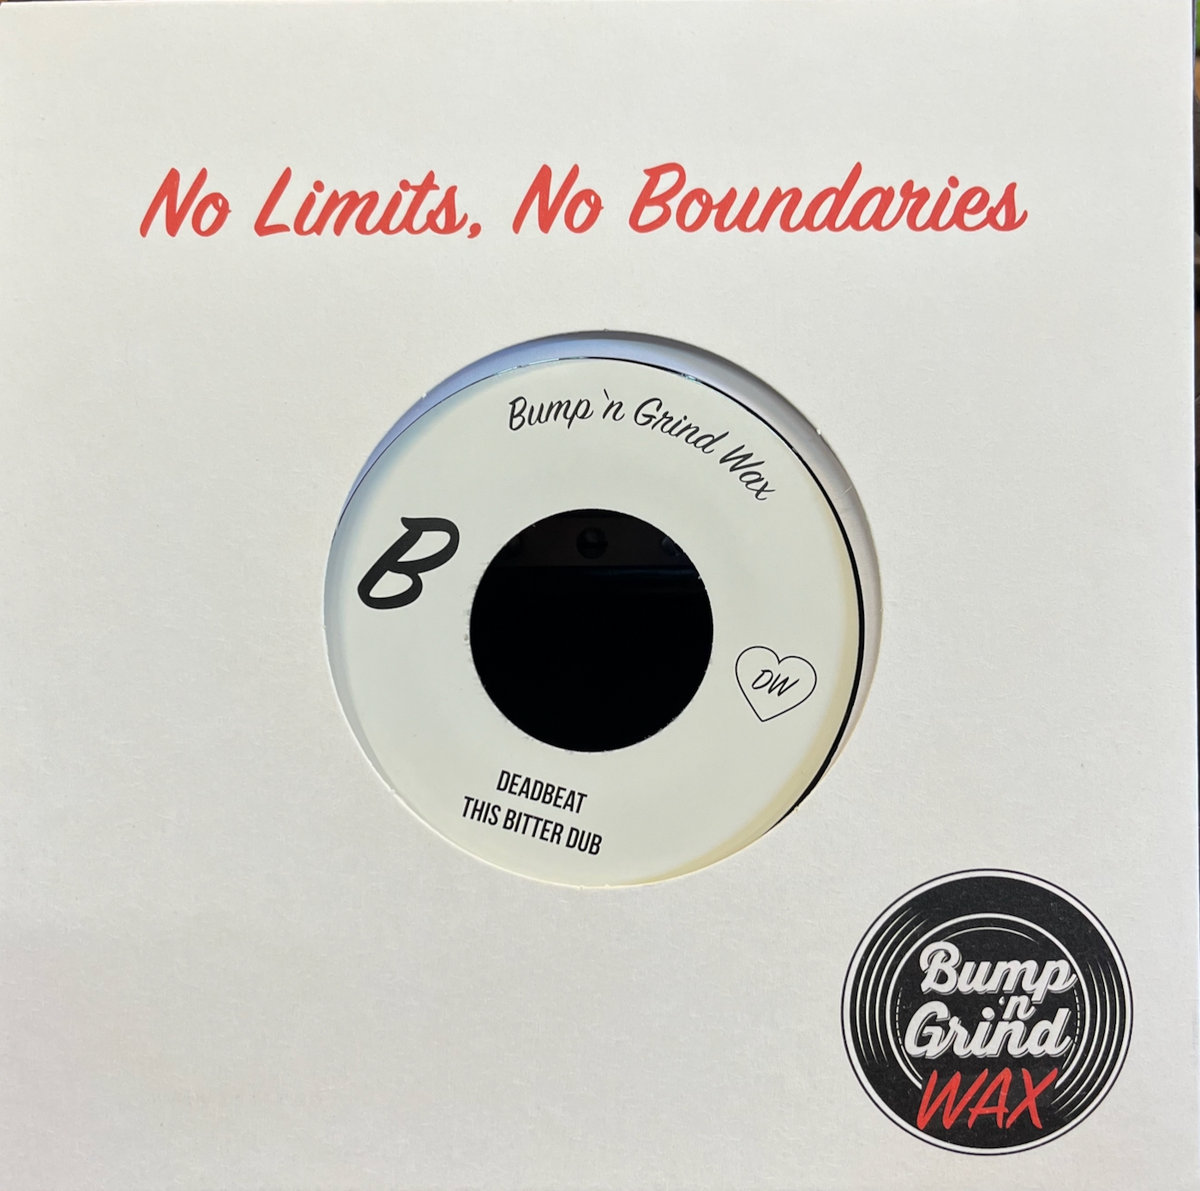 No Limits, No Boundaries
Bump 'n Grind Wax
B
DW
DEADBEAT
THIS BITTER DUB
Bump
'n
Grind
WAX